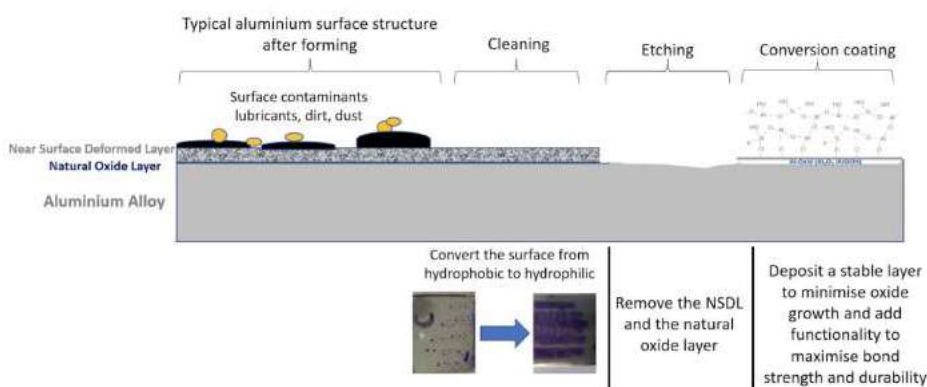 Typical aluminium surface structure
after forming
Cleaning
Etching
Conversion coating
Surface contaminants
lubricants, dirt, dust
Near Surface Deformed Layer
Natural Oxide Layer
Aluminium Alloy
Convert the surface from
hydrophobic to hydrophilic
Remove the NSDL
and the natural
oxide layer
Deposit a stable layer
to minimise oxide
growth and add
functionality to
maximise bond
strength and durability